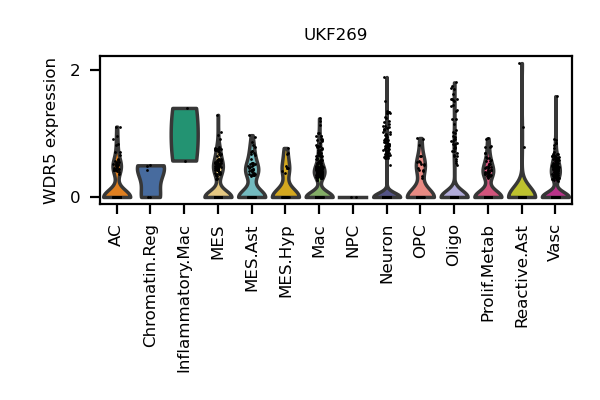 UKF269
WDR5 expression
2
0
AC
Chromatin.Reg
Inflammatory.Mac
MES
MES.Ast
MES.Hyp
Mac
NPC
Neuron
OPC
Oligo
Prolif.Metab
Reactive.Ast
Vasc